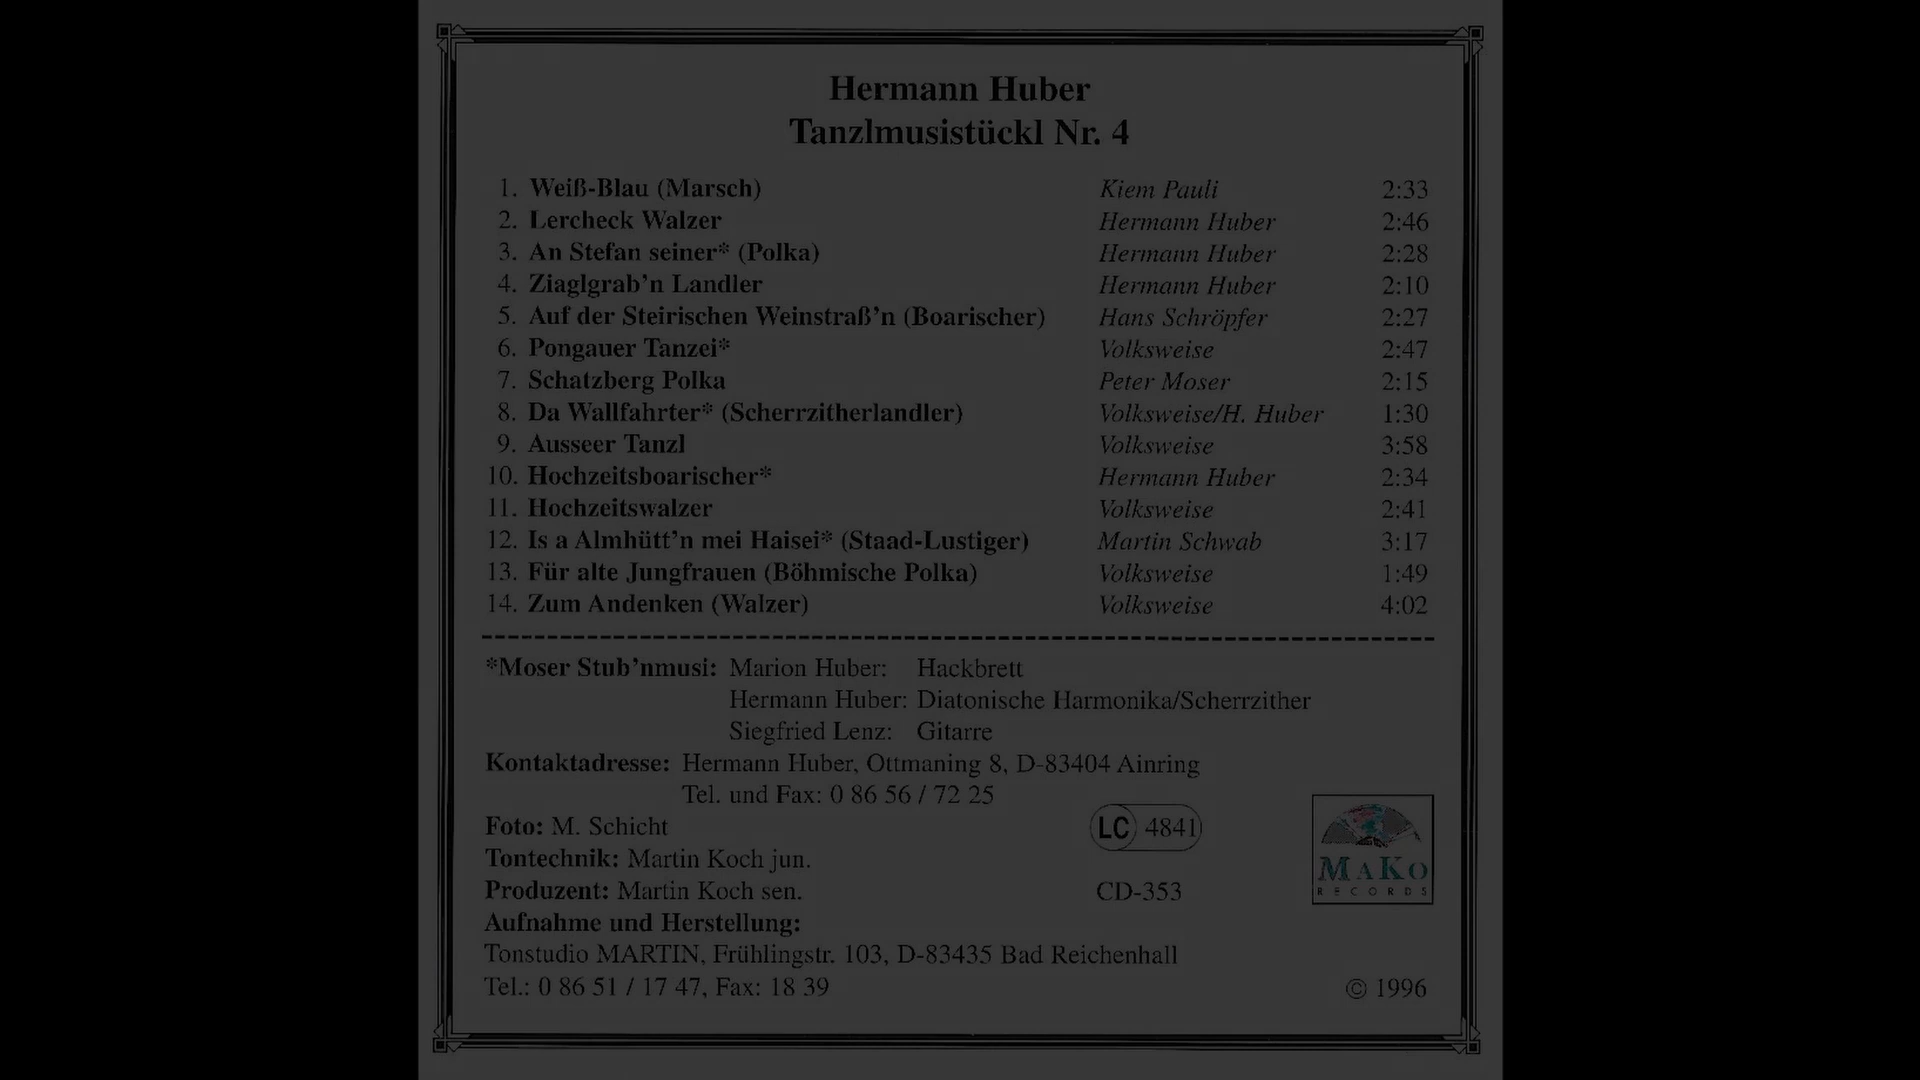 Hermann Huber
Tanzlmusistückl Nr. 4
1. Weiß-Blau (Marsch) Kiem Pauli 2:33
2. Lercheck Walzer Hermann Huber 2:46
3. An Stefan seiner* (Polka) Hermann Huber 2:28
4. Ziaglgrab'n Landler Hermann Huber 2:10
5. Auf der Steirischen Weinstraß'n (Boarischer) Hans Schröpfer 2:27
6. Pongauer Tanzei* Volksweise 2:47
7. Schatzberg Polka Peter Moser 2:15
8. Da Wallfahrter* (Scherrzitherlandler) Volksweise/H. Huber 1:30
9. Ausseer Tanzl Volksweise 3:58
10. Hochzeitsboarischer* Hermann Huber 2:34
11. Hochzeitswalzer Volksweise 2:41
12. Is a Almhütt'n mei Haisei* (Staad-Lustiger) Martin Schwab 3:17
13. Für alte Jungfrauen (Böhmische Polka) Volksweise 1:49
14. Zum Andenken (Walzer) Volksweise 4:02
*Moser Stub'nmusi: Marion Huber: Hackbrett
Hermann Huber: Diatonische Harmonika/Scherrzither
Siegfried Lenz: Gitarre
Kontaktadresse: Hermann Huber, Ottmaning 8, D-83404 Ainring
Tel. und Fax: 0 86 56 / 72 25
Foto: M. Schicht
LC 4841
Tontechnik: Martin Koch jun.
MAKO
RECORDS
Produzent: Martin Koch sen. CD-353
Aufnahme und Herstellung:
Tonstudio MARTIN, Frühlingstr. 103, D-83435 Bad Reichenhall
Tel.: 0 86 51 / 17 47, Fax: 18 39 © 1996